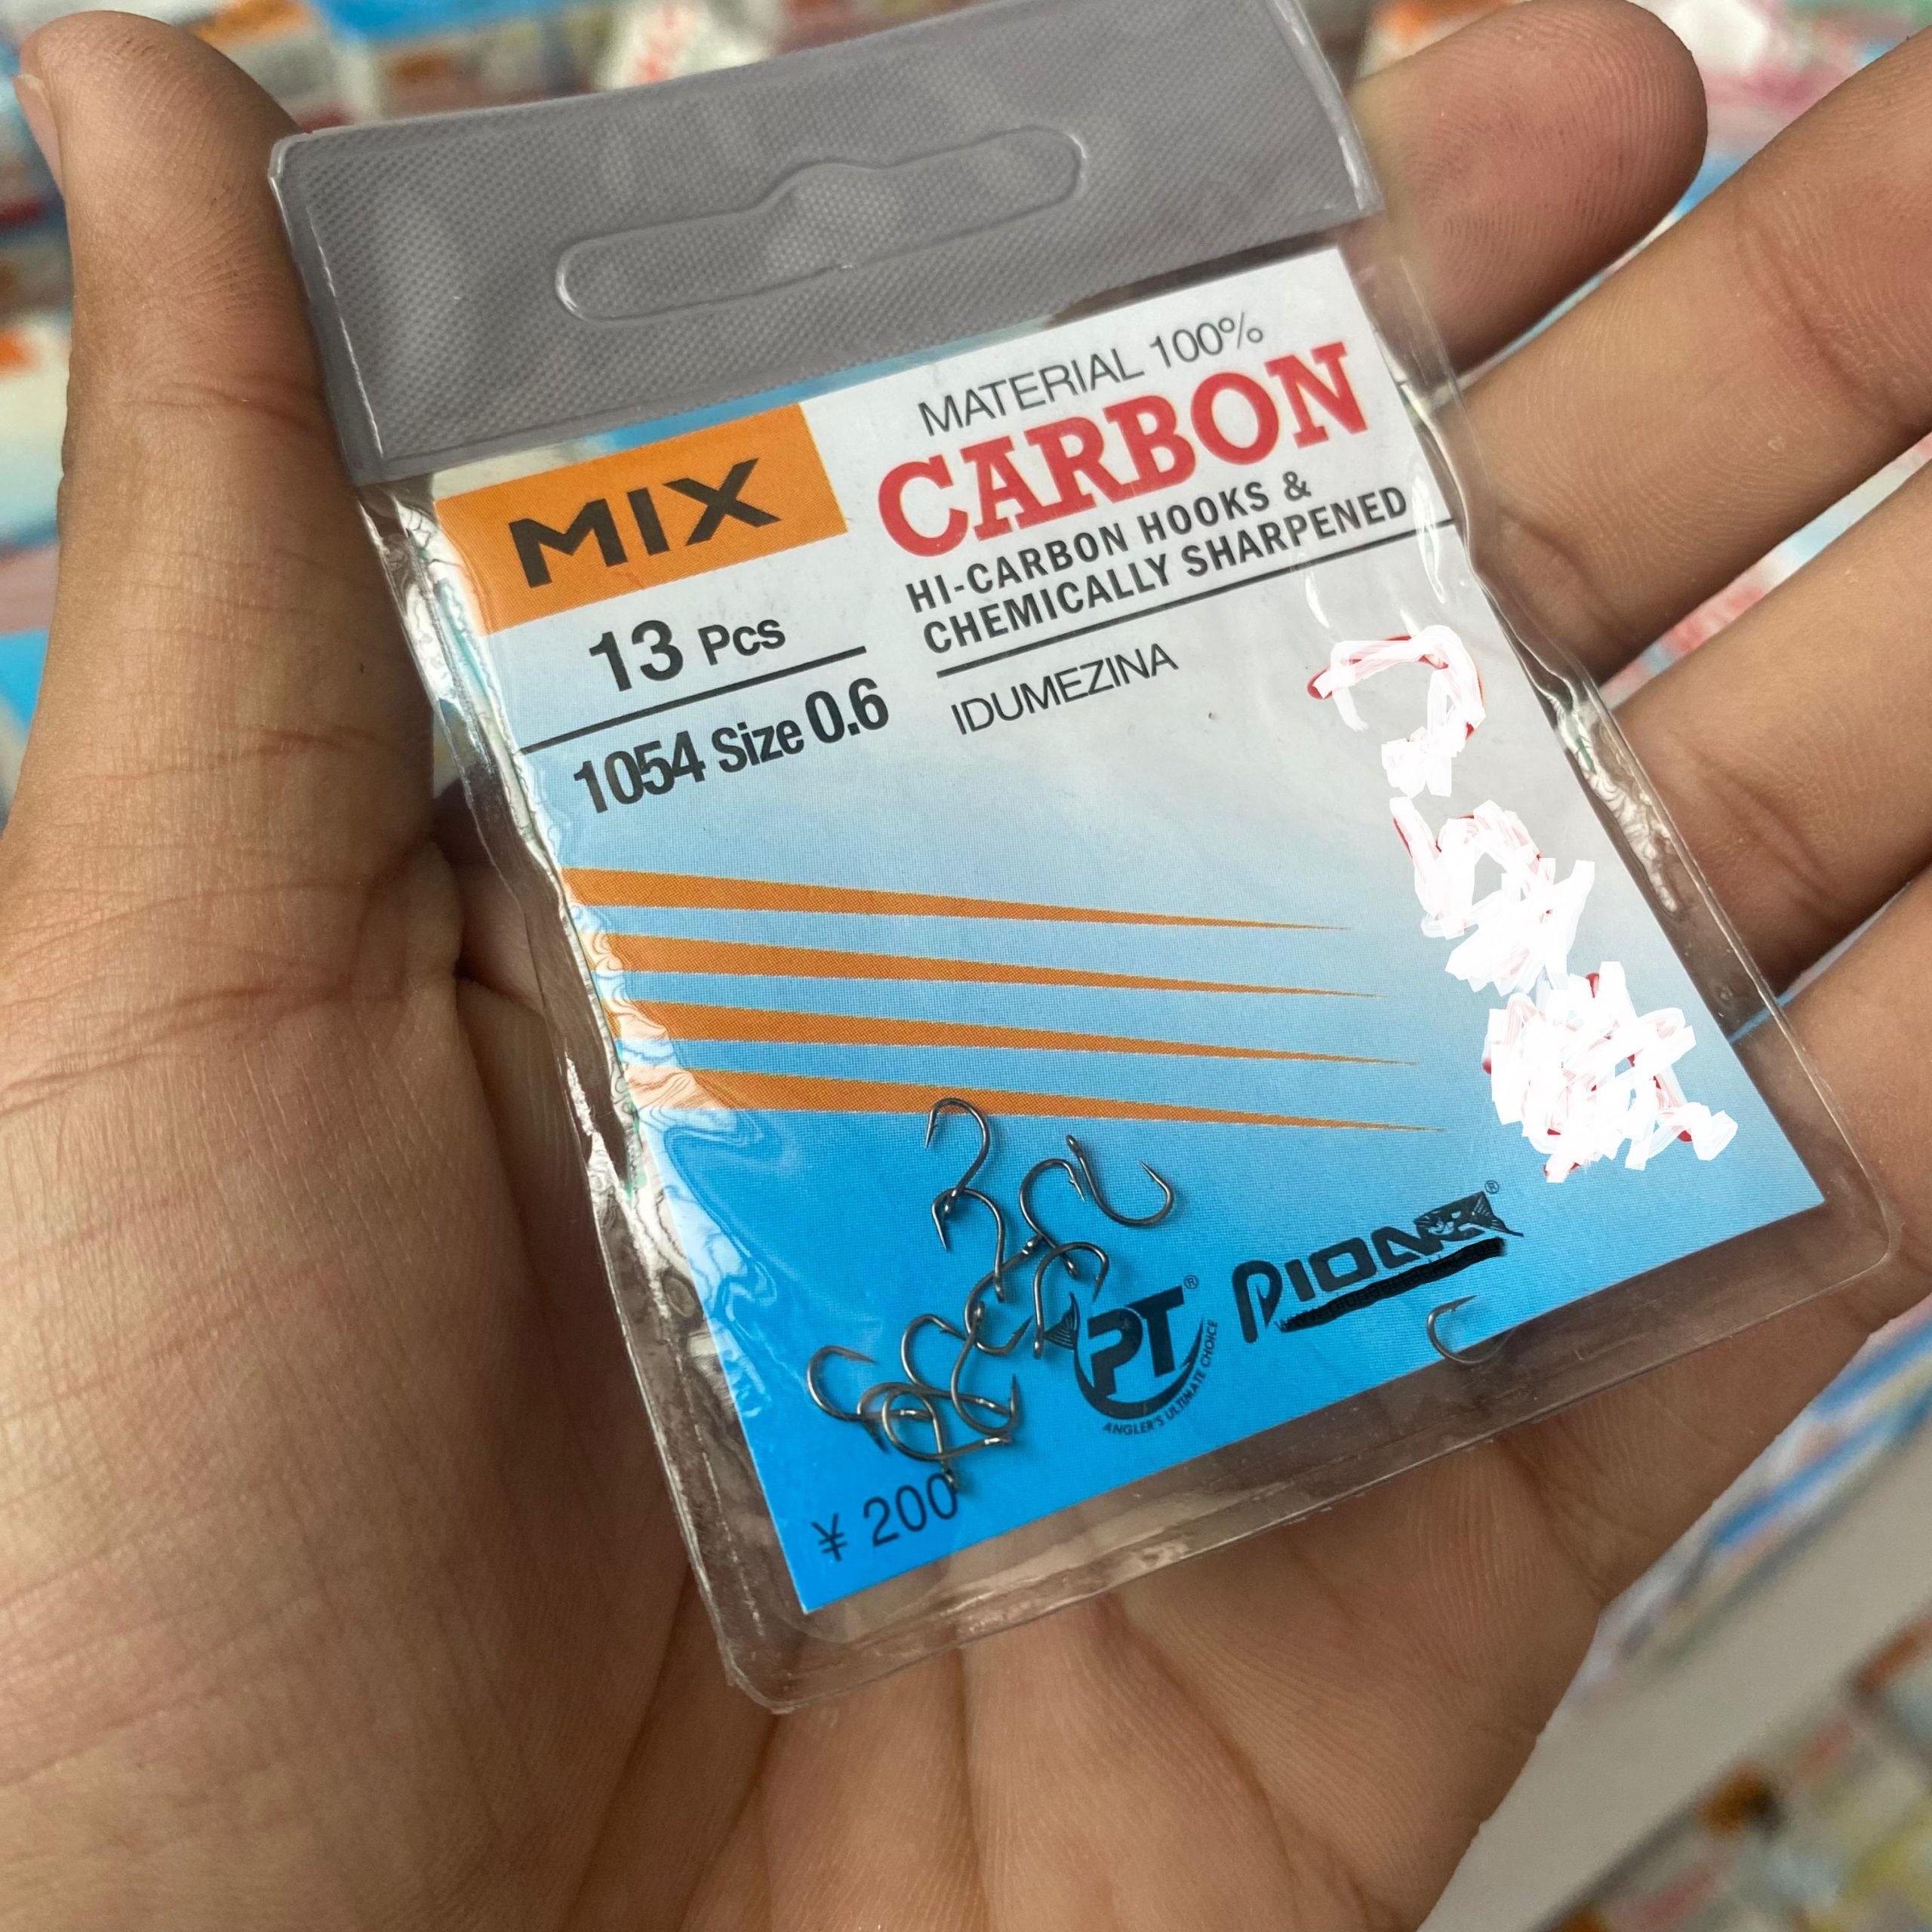 MATERIAL 100%
CARBON
HI-CARBON HOOKS &
CHEMICALLY SHARPENED
IDUMEZINA
MIX
13 Pcs
1054 Size 0.6
PT®
ANGLER'S ULTIMATE CHOICE
¥ 200